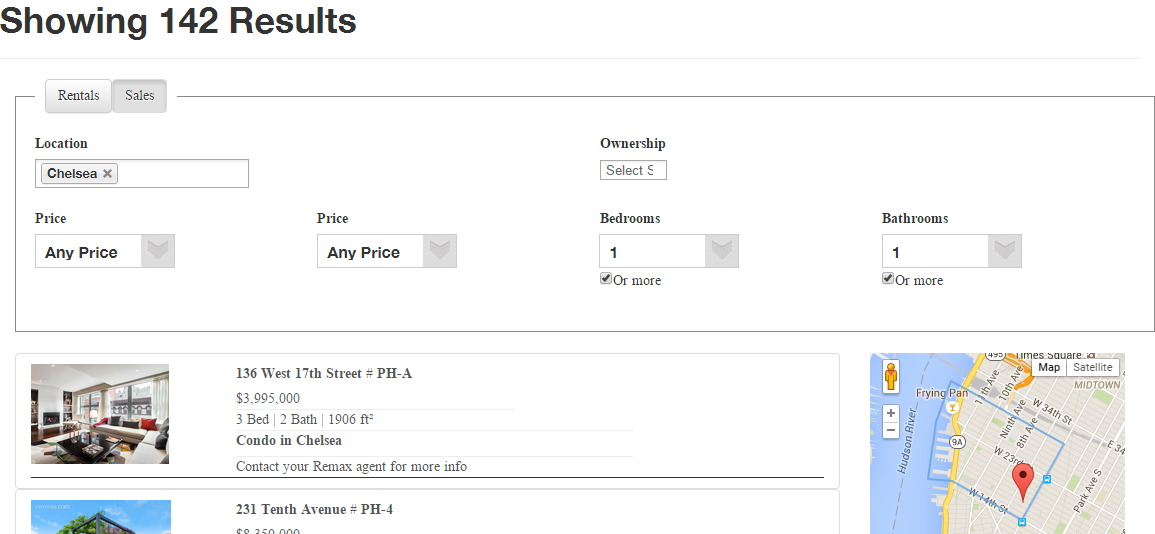 Showing 142 Results
Rentals Sales
Location
Chelsea ×
Ownership
Select S
Price
Any Price
Price
Any Price
Bedrooms
1
Or more
Bathrooms
1
Or more
136 West 17th Street # PH-A
$3,995,000
3 Bed | 2 Bath | 1906 ft²
Condo in Chelsea
Contact your Remax agent for more info
231 Tenth Avenue # PH-4
$8,350,000
495
Times Square
Map Satellite
MIDTOWN
Frying Pan
11th Ave
10th Ave
W 34th St
Ninth Ave
8th Ave
E 34
Hudson River
9A
W 23rd
Park Ave S
W 14th St
+
−